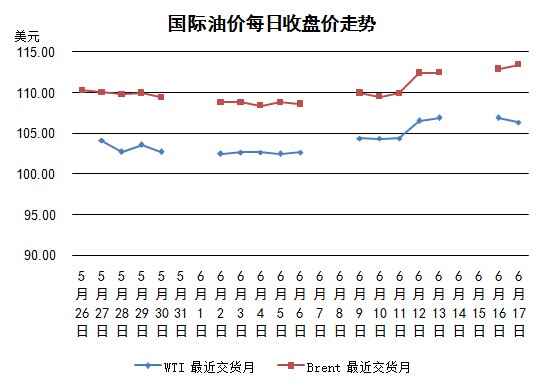 国际油价每日收盘价走势
美元
115.00
110.00
105.00
100.00
95.00
90.00
5月26日
5月27日
5月28日
5月29日
5月30日
5月31日
6月1日
6月2日
6月3日
6月4日
6月5日
6月6日
6月7日
6月8日
6月9日
6月10日
6月11日
6月12日
6月13日
6月14日
6月15日
6月16日
6月17日
WTI 最近交货月
Brent 最近交货月